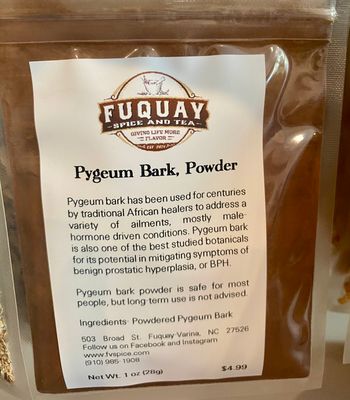 FUQUAY
SPICE AND TEA
GIVING LIFE MORE
FLAVOR
Pygeum Bark, Powder
Pygeum bark has been used for centuries
by traditional African healers to address a
variety of ailments, mostly male-
hormone driven conditions. Pygeum bark
is also one of the best studied botanicals
for its potential in mitigating symptoms of
benign prostatic hyperplasia, or BPH.
Pygeum bark powder is safe for most
people, but long-term use is not advised.
Ingredients- Powdered Pygeum Bark
503 Broad St. Fuquay-Varina, NC 27526
Follow us on Facebook and Instagram
www.fvspice.com
(910) 985-1908
Net Wt. 1 oz (28g) $4.99